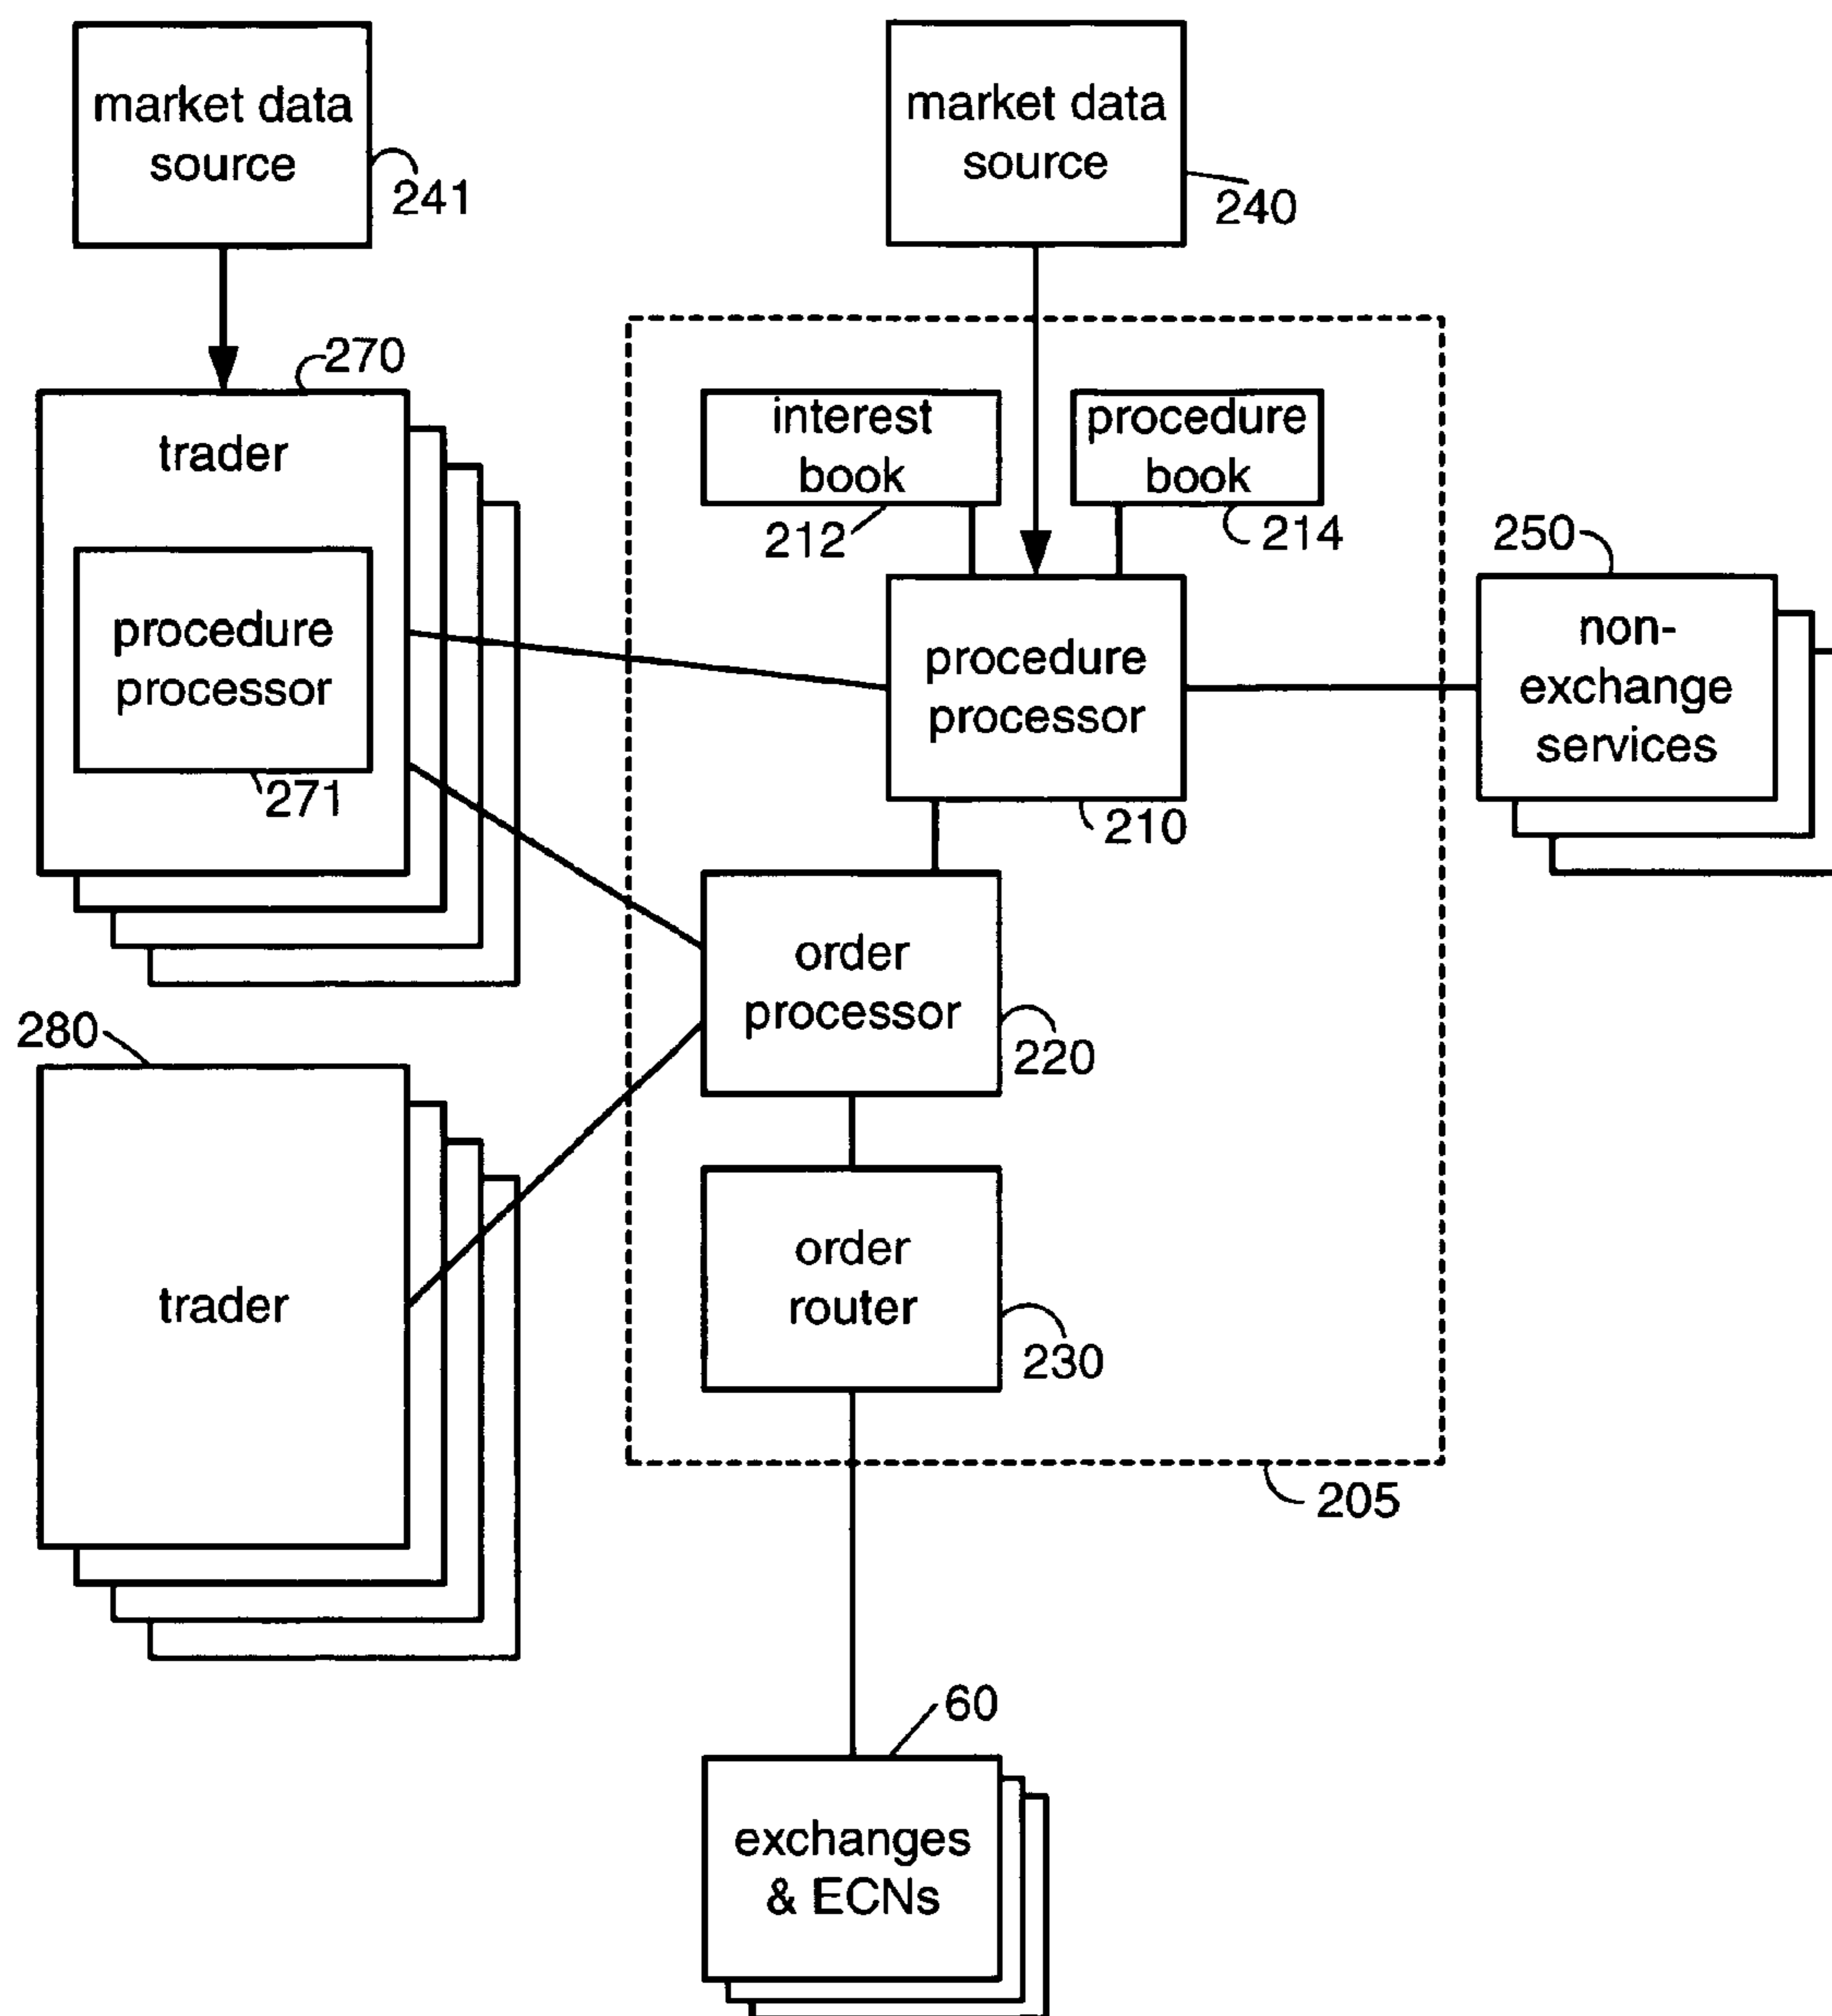 market data
source
241
market data
source
240
270
trader
procedure
processor
271
interest
book
212
procedure
book
214
procedure
processor
210
250
non-
exchange
services
order
processor
220
280
trader
order
router
230
205
60
exchanges
& ECNs